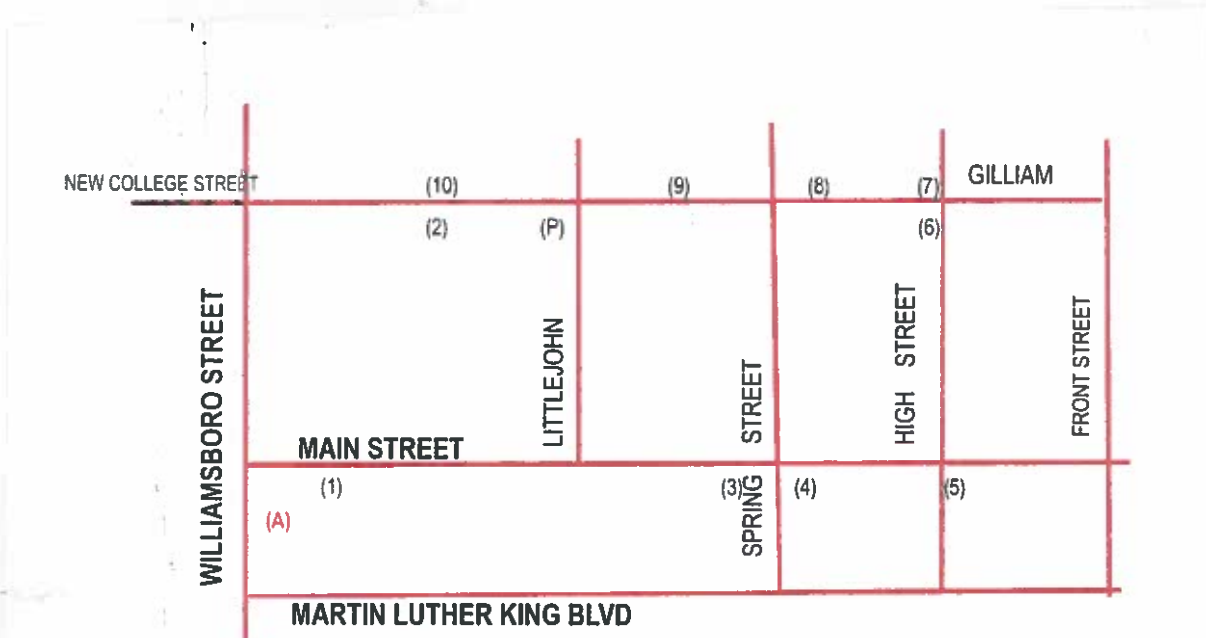 NEW COLLEGE STREET
(10)
(9)
(8)
(7)
GILLIAM
(2)
(P)
(6)
WILLIAMSBORO STREET
LITTLEJOHN
SPRING STREET
HIGH STREET
FRONT STREET
MAIN STREET
(1)
(3)
(4)
(5)
(A)
MARTIN LUTHER KING BLVD